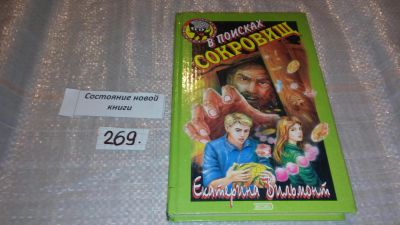 В ПОИСКАХ
СОКРОВИЩ
Состояние новой
книги
269.
Екатерина Вильмонт